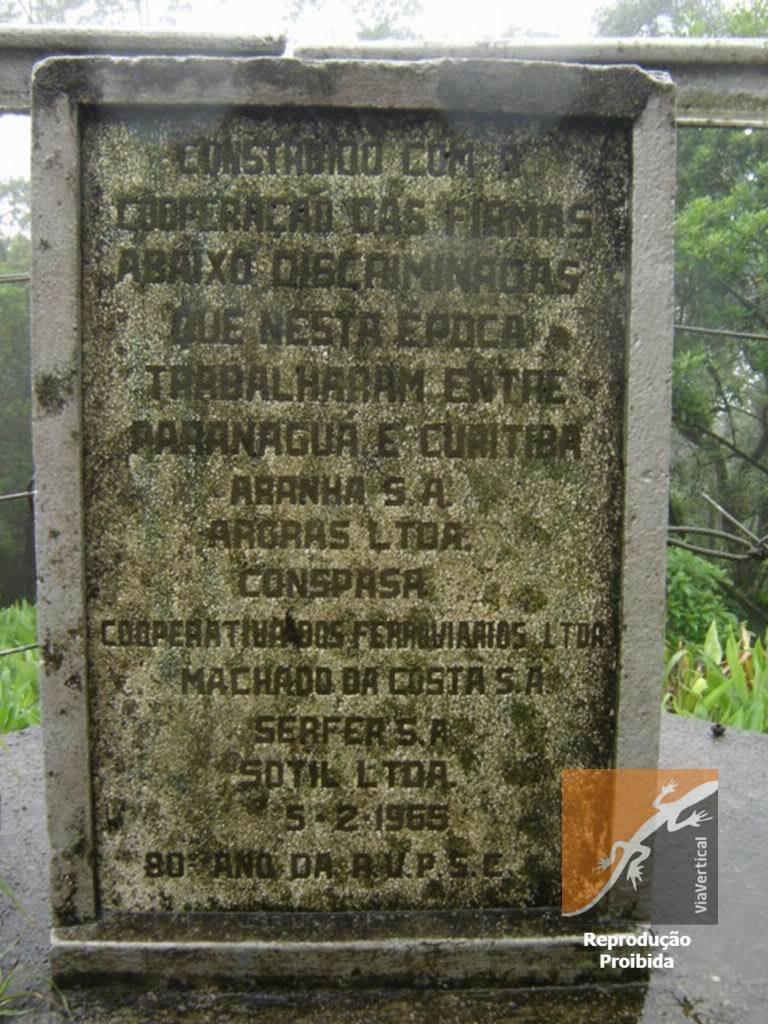 CONSTRUIDO COM A
COOPERAÇÃO DAS FIRMAS
ABAIXO DISCRIMINADAS
QUE NESTA EPOCA
TRABALHARAM ENTRE
PARANAGUÁ E CURITIBA
ARANHA S.A.
ARGRAS LTDA.
CONSPASA
COOPERATIVA DOS FERROVIARIOS LTDA
MACHADO DA COSTA S.A.
SERFER S.A.
SOTIL LTDA.
5-2-1965
80º ANO DA R.V.P.S.C.
ViaVertical
Reprodução
Proibida